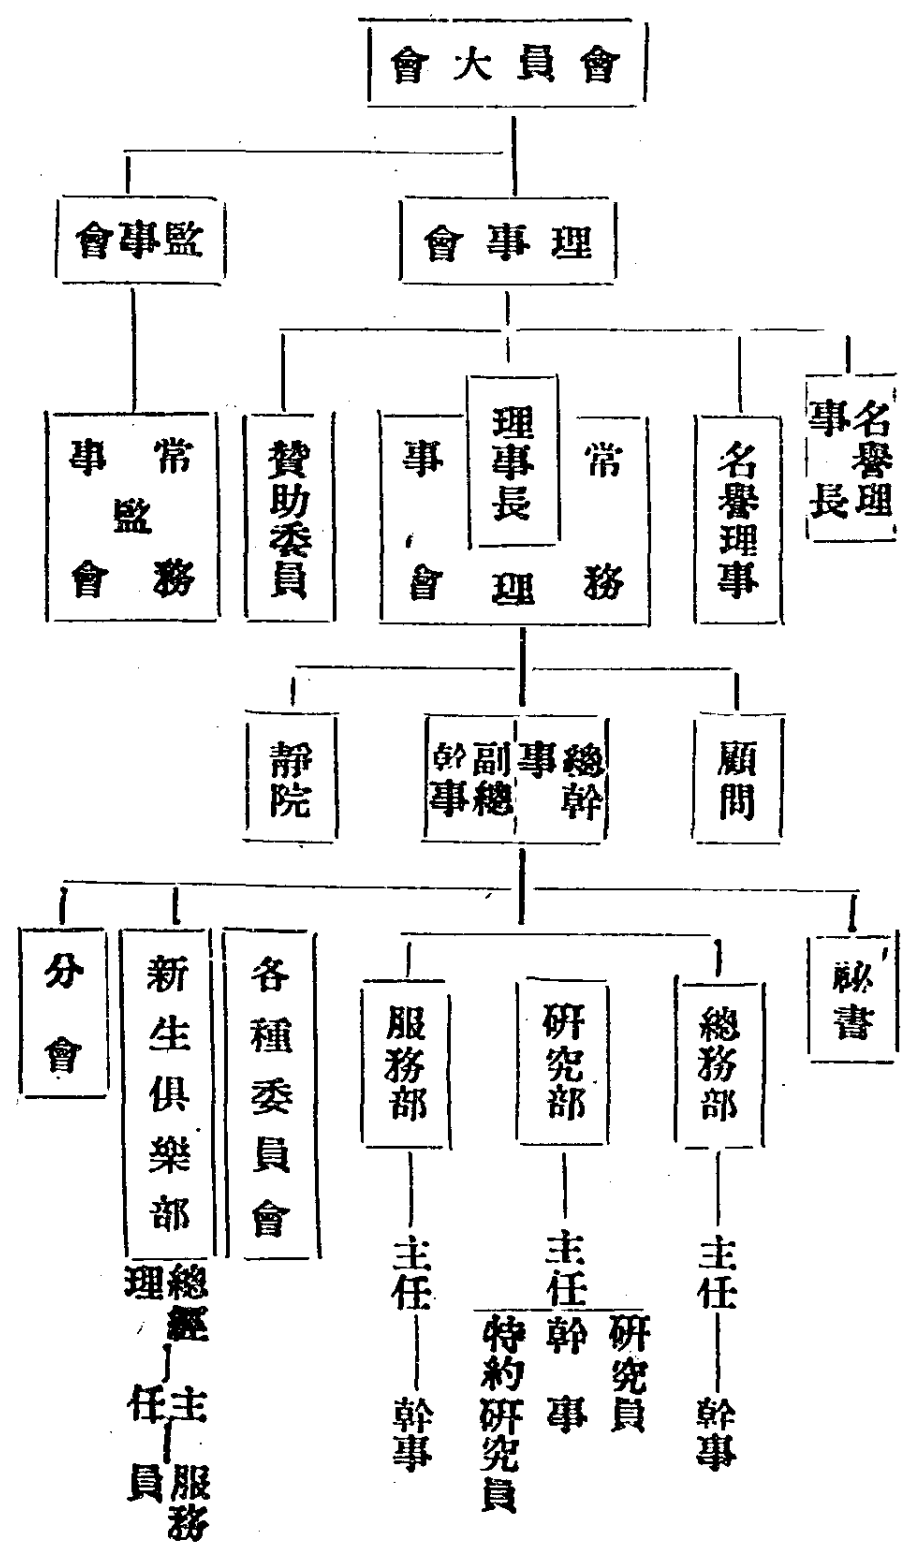 會員大會
理事會
監事會
名譽理事長
名譽理事
理事長
常務理事會
贊助委員
常務監事會
顧問
總幹事
副總幹事
靜院
秘書
總務部
研究部
服務部
各種委員會
新生俱樂部
分會
主任
幹事
主任
研究員
幹事
特約研究員
主任
幹事
總經理
主任
服務員